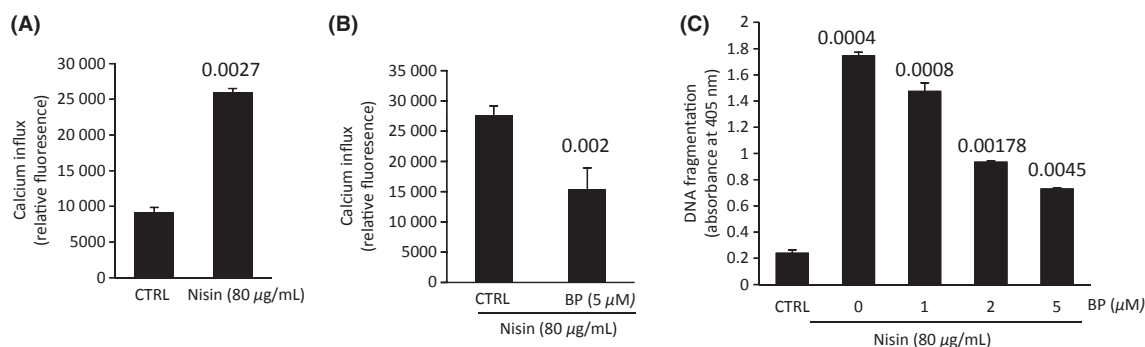 (A)
Calcium influx
(relative fluoresence)
30 000
25 000
20 000
15 000
10 000
5000
0
0.0027
CTRL
Nisin (80 µg/mL)
(B)
Calcium influx
(relative fluoresence)
35 000
30 000
25 000
20 000
15 000
10 000
5000
0
0.002
CTRL
BP (5 µM)
Nisin (80 µg/mL)
(C)
DNA fragmentation
(absorbance at 405 nm)
2
1.8
1.6
1.4
1.2
1
0.8
0.6
0.4
0.2
0
0.0004
0.0008
0.00178
0.0045
CTRL 0 1 2 5 BP (µM)
Nisin (80 µg/mL)